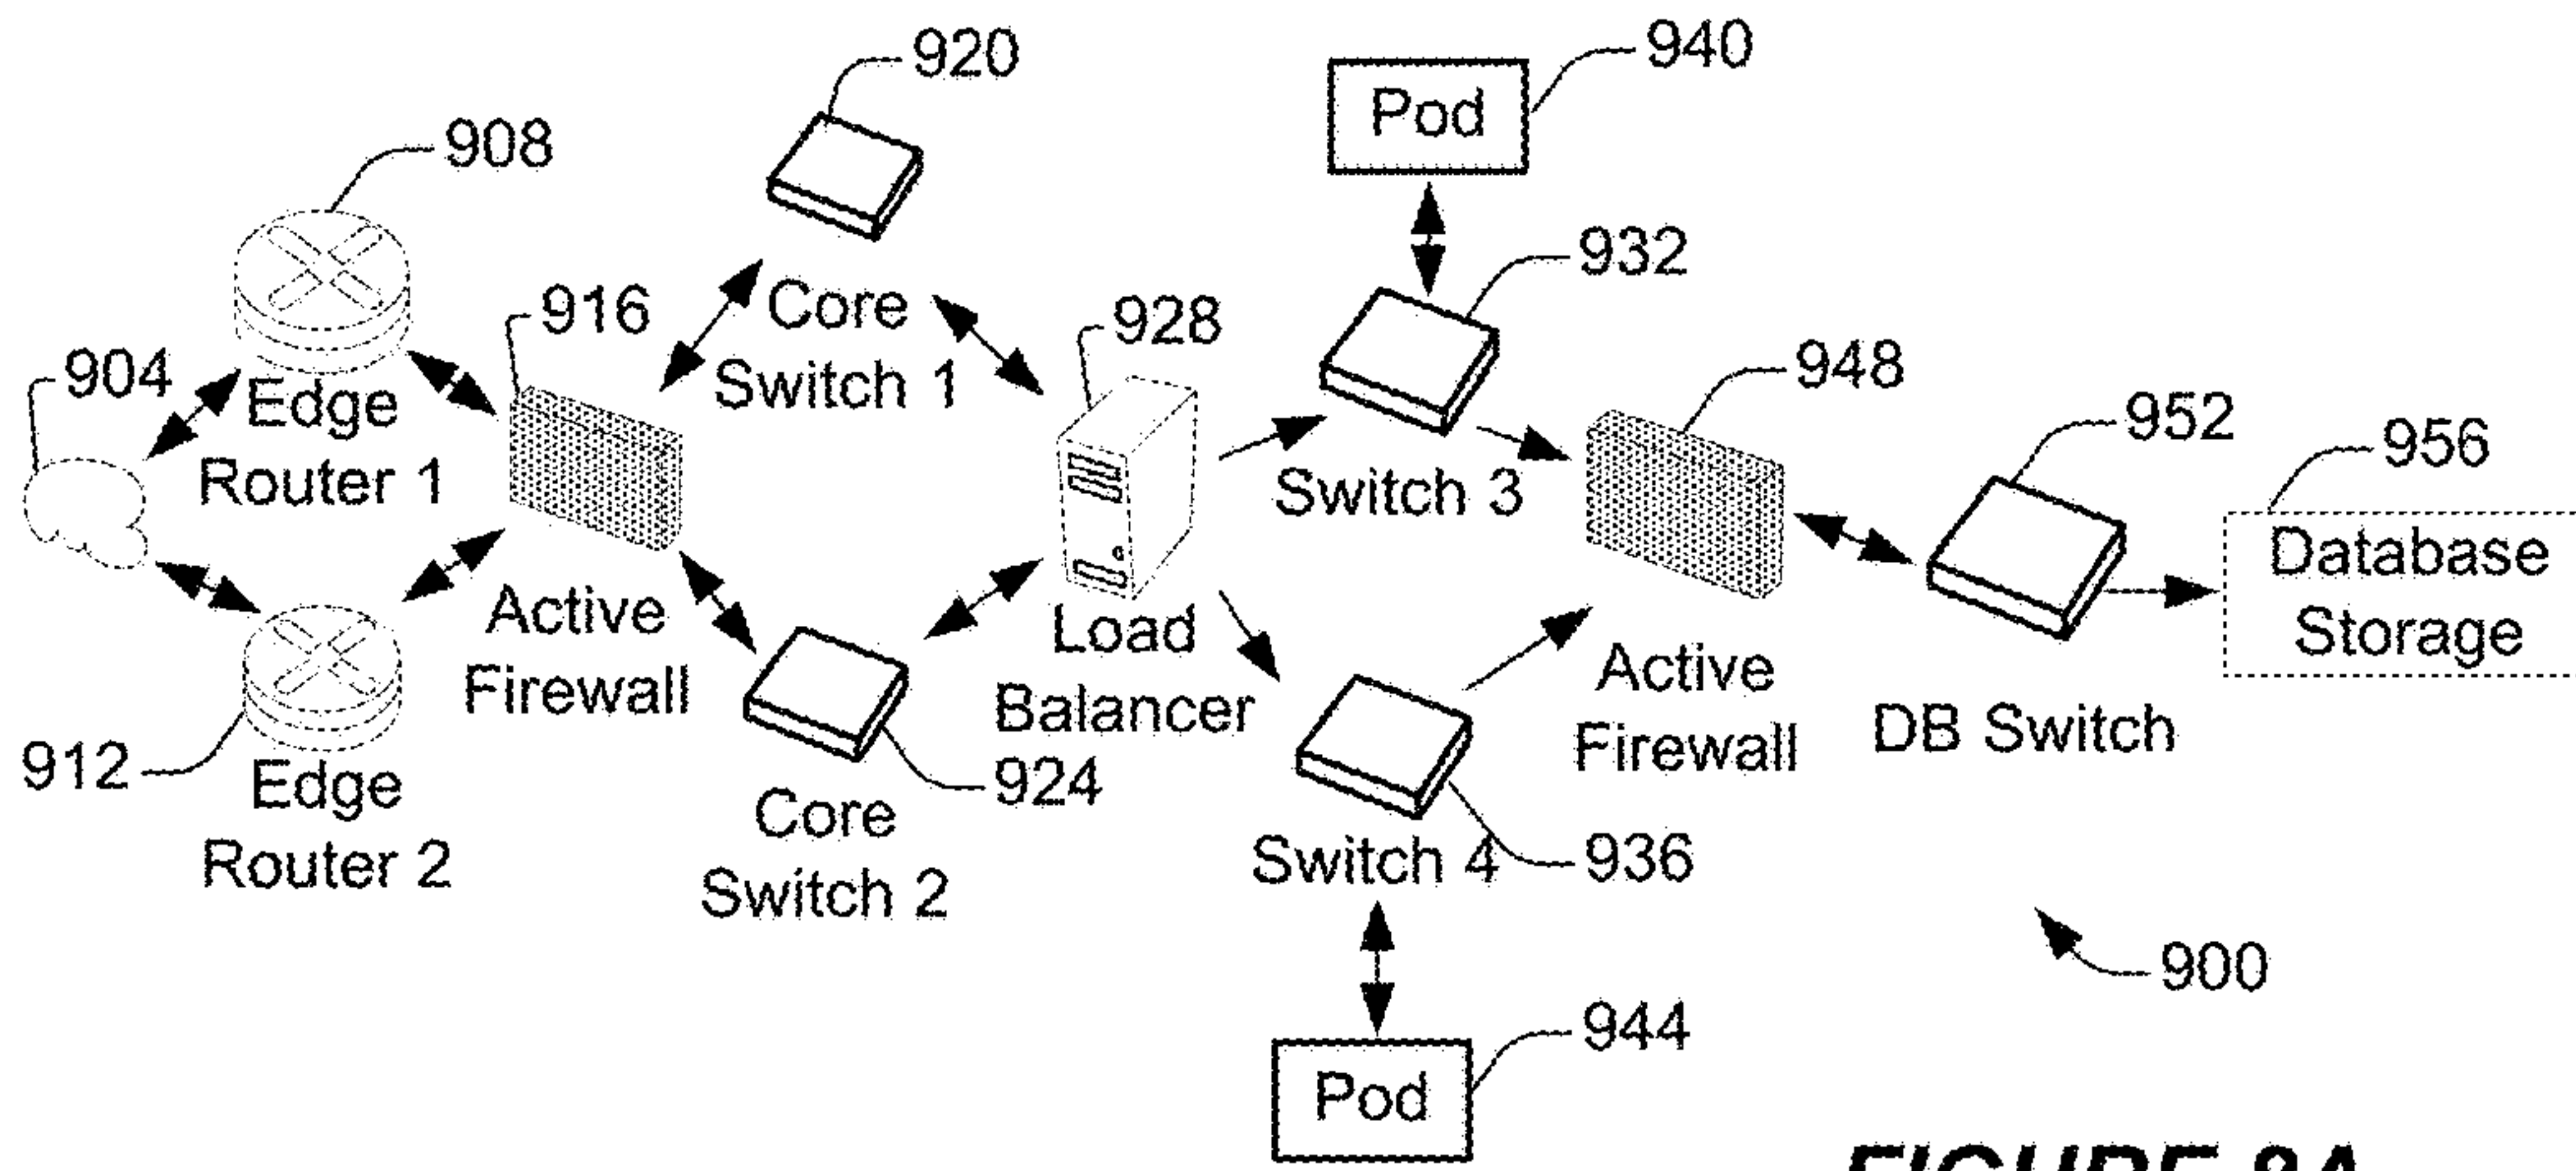 920
940
Pod
908
932
916
Core
Switch 1
928
948
904
Edge
Router 1
952
956
Switch 3
Database
Storage
Active
Firewall
Load
Balancer
Active
Firewall
DB Switch
912
Edge
Router 2
924
Core
Switch 2
Switch 4
936
900
944
Pod